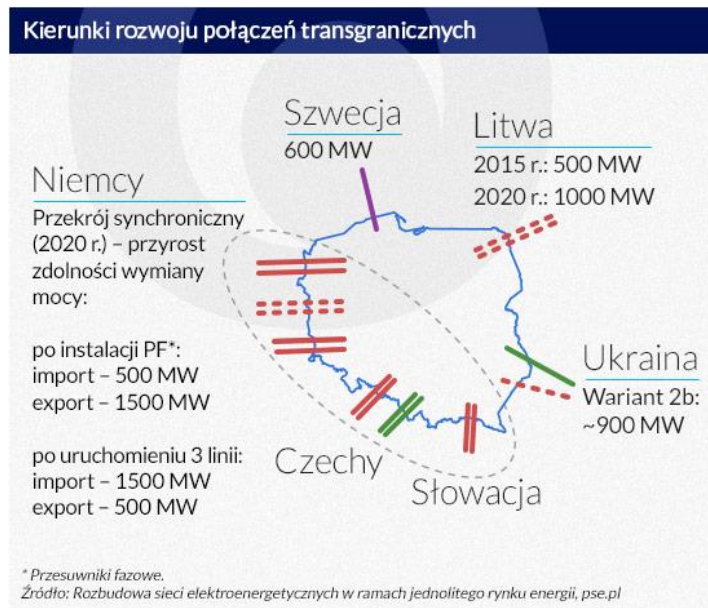 Kierunki rozwoju połączeń transgranicznych
Szwecja
600 MW
Litwa
2015 r.: 500 MW
2020 r.: 1000 MW
Niemcy
Przekrój synchroniczny
(2020 r.) – przyrost
zdolności wymiany
mocy:
po instalacji PF*:
import – 500 MW
export – 1500 MW
po uruchomieniu 3 linii:
import – 1500 MW
export – 500 MW
Ukraina
Wariant 2b:
~900 MW
Czechy
Słowacja
* Przesuwniki fazowe.
Źródło: Rozbudowa sieci elektroenergetycznych w ramach jednolitego rynku energii, pse.pl